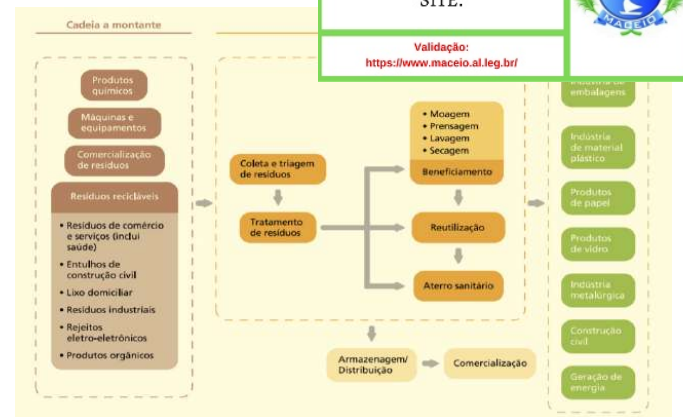 SITE.
Validação:
https://www.maceio.al.leg.br/
MACEIÓ
Cadeia a montante
Produtos
químicos
Máquinas e
equipamentos
Comercialização
de resíduos
Resíduos recicláveis
• Resíduos de comércio
e serviços (inclui
saúde)
• Entulhos de
construção civil
• Lixo domiciliar
• Resíduos industriais
• Rejeitos
eletro-eletrônicos
• Produtos orgânicos
Coleta e triagem
de resíduos
Tratamento
de resíduos
• Moagem
• Prensagem
• Lavagem
• Secagem
Beneficiamento
Reutilização
Aterro sanitário
Armazenagem/
Distribuição
Comercialização
embalagens
Indústria
de material
plástico
Produtos
de papel
Produtos
de vidro
Indústria
metalúrgica
Construção
civil
Geração de
energia